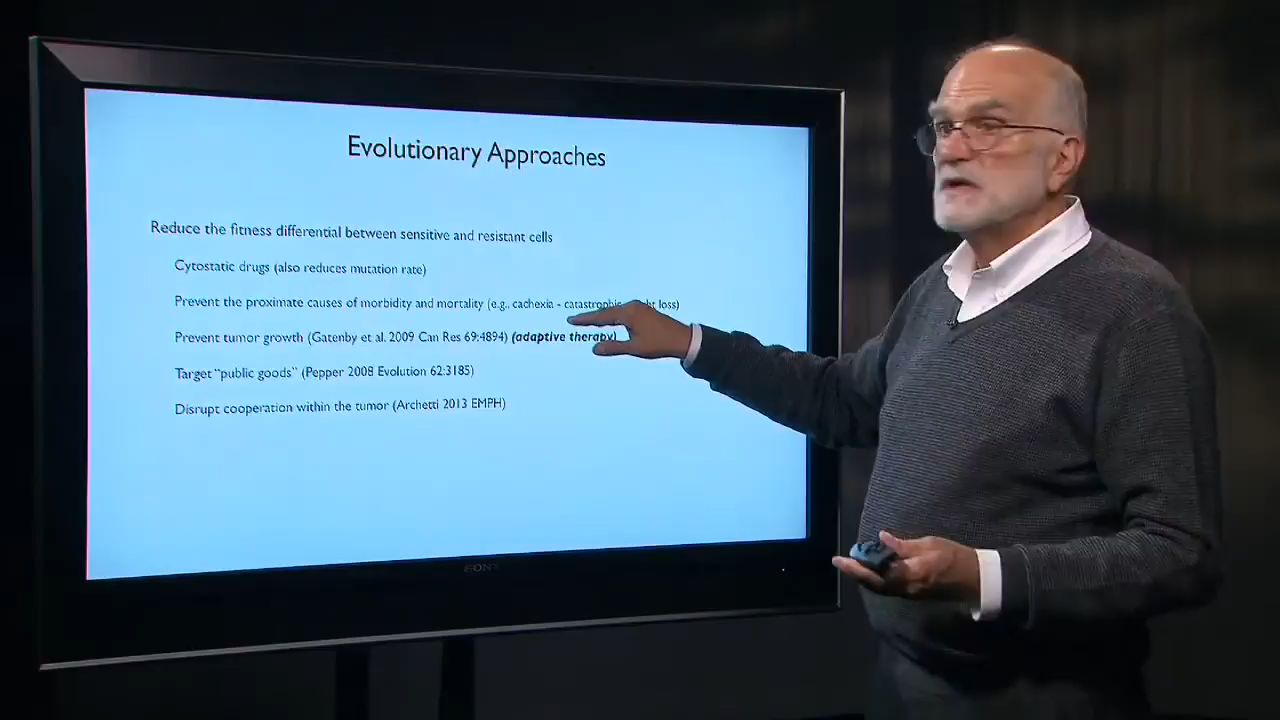 Evolutionary Approaches
Reduce the fitness differential between sensitive and resistant cells
Cytostatic drugs (also reduces mutation rate)
Prevent the proximate causes of morbidity and mortality (e.g., cachexia - catastrophic loss)
Prevent tumor growth (Gatenby et al. 2009 Can Res 69:4894) (adaptive therapy)
Target "public goods" (Pepper 2008 Evolution 62:3185)
Disrupt cooperation within the tumor (Archetti 2013 EMPH)
SONY